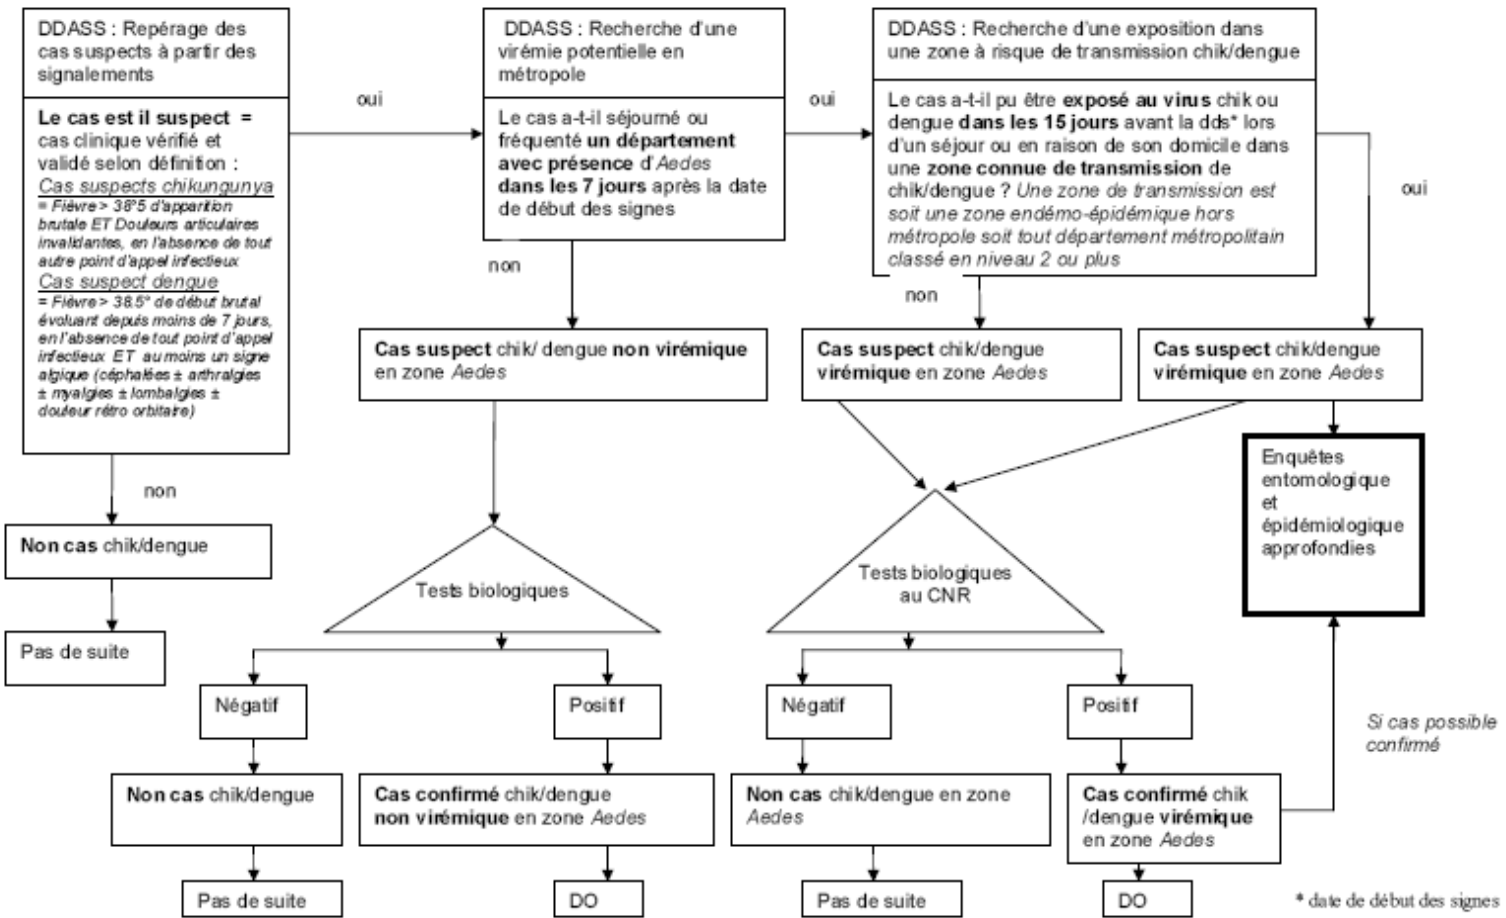 DDASS : Repérage des
cas suspects à partir des
signalements
Le cas est il suspect =
cas clinique vérifié et
validé selon définition :
Cas suspects chikungunya
= Fièvre > 38°5 d'apparition
brutale ET Douleurs articulaires
invalidantes, en l'absence de tout
autre point d'appel infectieux
Cas suspect dengue
= Fièvre > 38.5° de début brutal
évoluant depuis moins de 7 jours,
en l'absence de tout point d'appel
infectieux ET au moins un signe
algique (céphalées ± arthralgies
± myalgies ± lombalgies ±
douleur rétro orbitaire)
oui
DDASS : Recherche d'une
virémie potentielle en
métropole
Le cas a-t-il séjourné ou
fréquenté un département
avec présence d'Aedes
dans les 7 jours après la date
de début des signes
oui
DDASS : Recherche d'une exposition dans
une zone à risque de transmission chik/dengue
Le cas a-t-il pu être exposé au virus chik ou
dengue dans les 15 jours avant la dds* lors
d'un séjour ou en raison de son domicile dans
une zone connue de transmission de
chik/dengue ? Une zone de transmission est
soit une zone endémo-épidémique hors
métropole soit tout département métropolitain
classé en niveau 2 ou plus
oui
non
non
non
Cas suspect chik/ dengue non virémique
en zone Aedes
Cas suspect chik/dengue
virémique en zone Aedes
Cas suspect chik/dengue
virémique en zone Aedes
Enquêtes
entomologique
et
épidémiologique
approfondies
Non cas chik/dengue
Pas de suite
Tests biologiques
Tests biologiques
au CNR
Négatif
Positif
Négatif
Positif
Si cas possible
confirmé
Non cas chik/dengue
Cas confirmé chik/dengue
non virémique en zone Aedes
Non cas chik/dengue en zone
Aedes
Cas confirmé chik
/dengue virémique
en zone Aedes
Pas de suite
DO
Pas de suite
DO
* date de début des signes